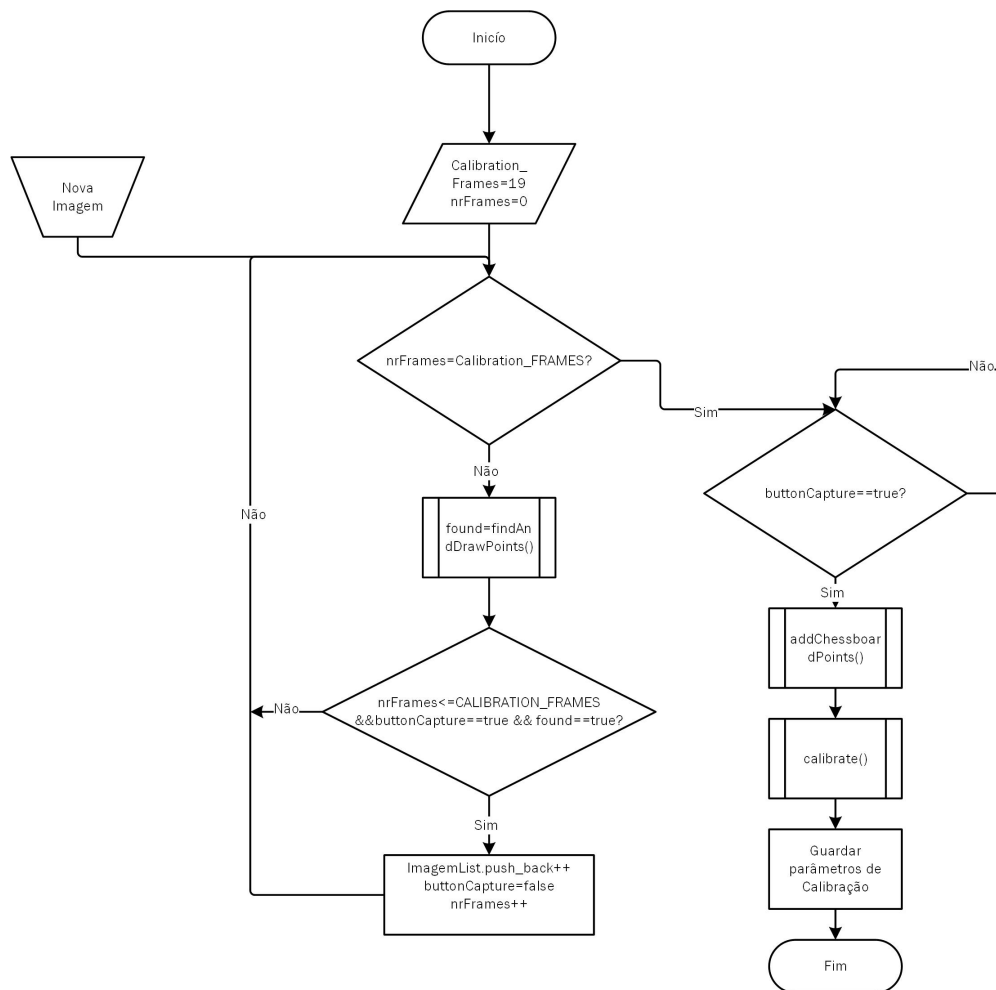 Inicío
Calibration_
Frames=19
nrFrames=0
Nova
Imagem
nrFrames=Calibration_FRAMES?
Não
Sim
buttonCapture==true?
Não
Não
found=findAn
dDrawPoints()
Sim
addChessboar
dPoints()
nrFrames<=CALIBRATION_FRAMES
&&buttonCapture==true && found==true?
Não
calibrate()
Sim
ImagemList.push_back++
buttonCapture=false
nrFrames++
Guardar
parâmetros de
Calibração
Fim